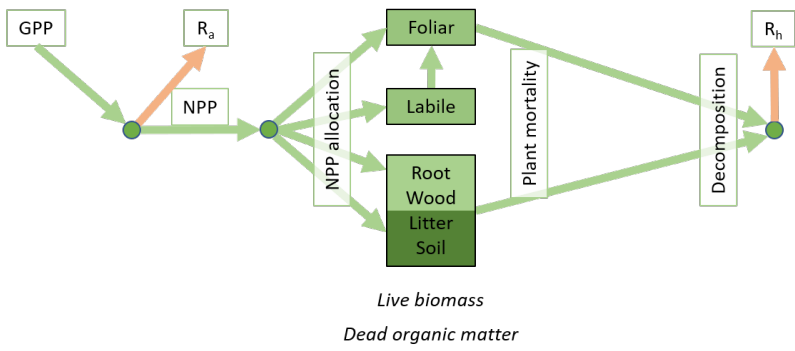 GPP
Rₐ
NPP
NPP allocation
Foliar
Labile
Root
Wood
Litter
Soil
Plant mortality
Decomposition
Rₕ
Live biomass
Dead organic matter